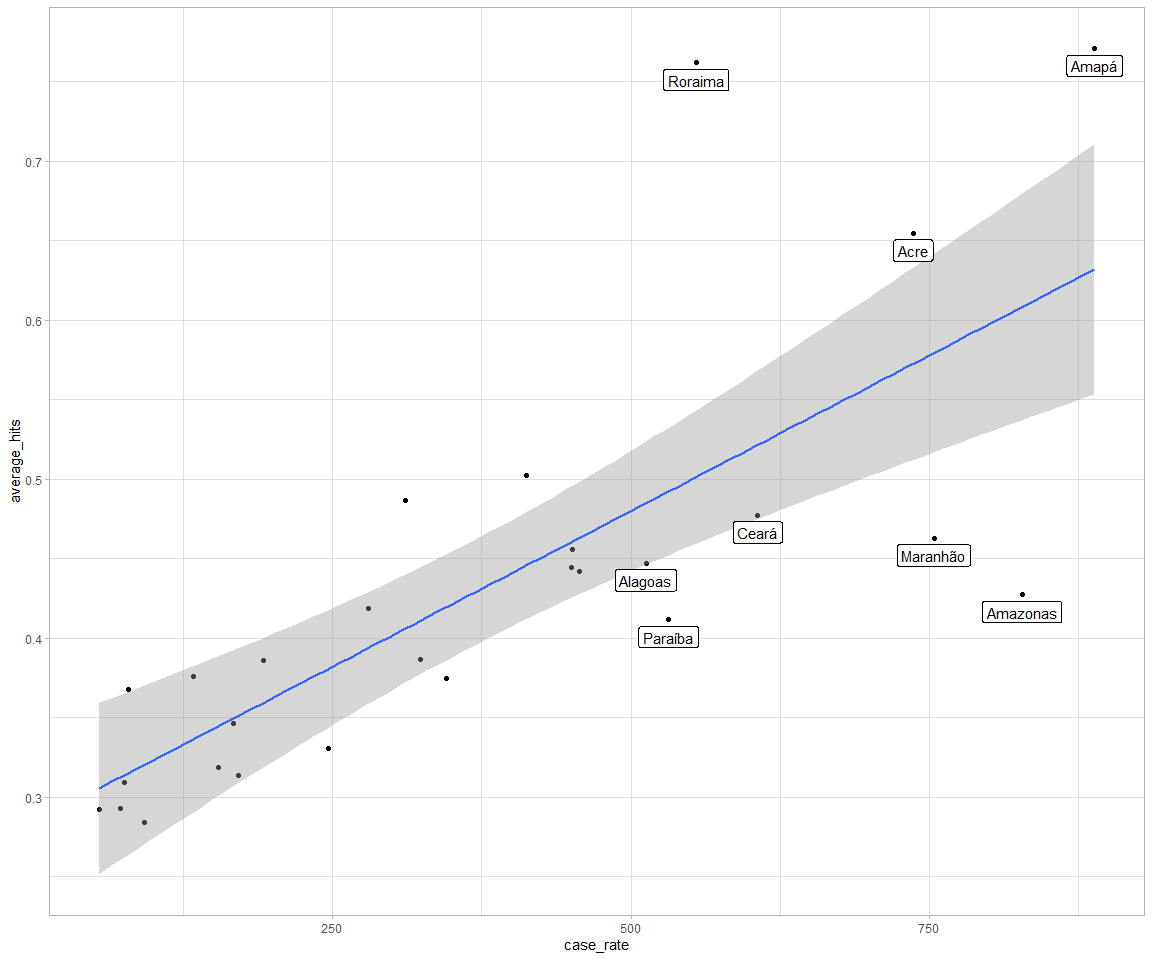 Amapá
Roraima
0.7
Acre
0.6
average_hits
0.5
Ceará
Maranhão
Alagoas
Amazonas
Paraíba
0.4
0.3
250
500
750
case_rate